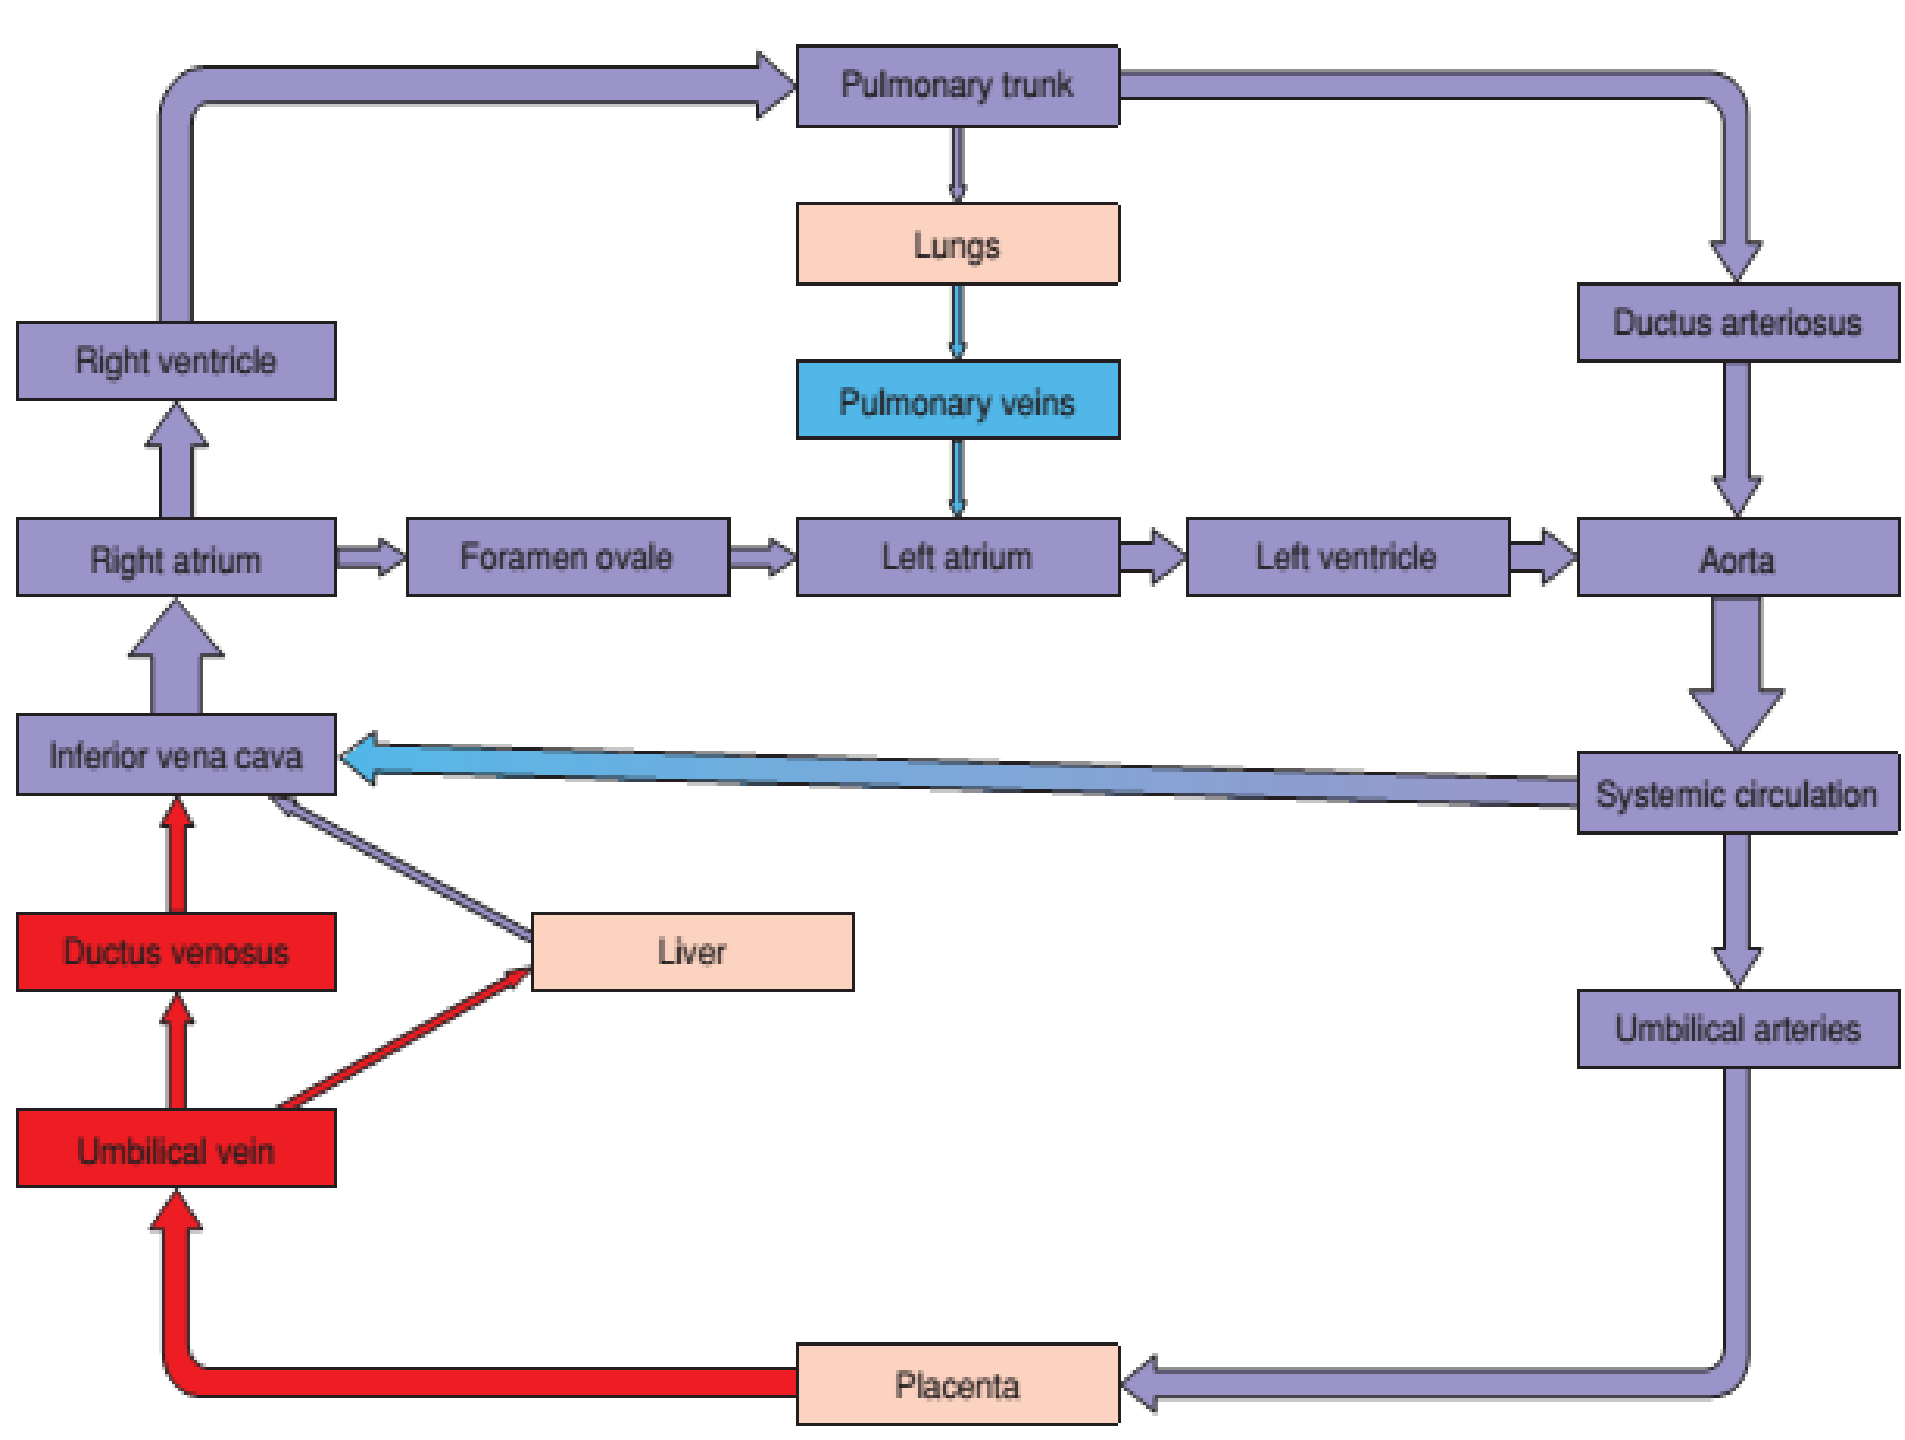 Pulmonary trunk
Lungs
Ductus arteriosus
Right ventricle
Pulmonary veins
Right atrium
Foramen ovale
Left atrium
Left ventricle
Aorta
Inferior vena cava
Systemic circulation
Ductus venosus
Liver
Umbilical arteries
Umbilical vein
Placenta